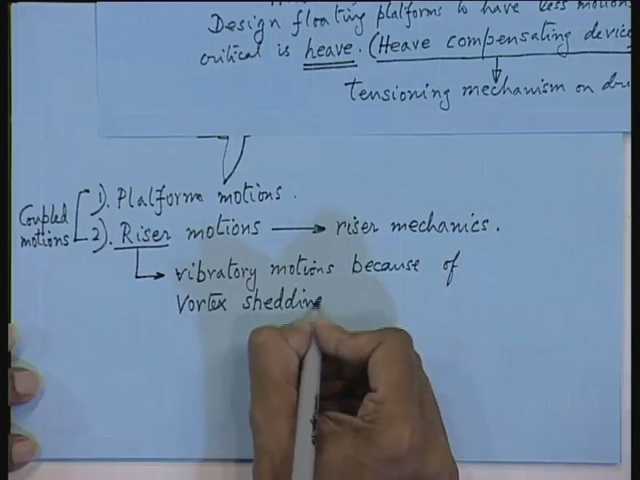 Design floating platforms to have less motion
critical is heave. (Heave compensating device
Tensioning mechanism on
Coupled motions
1). Platform motions.
2). Riser motions → riser mechanics.
vibratory motions because of
Vortex shedding